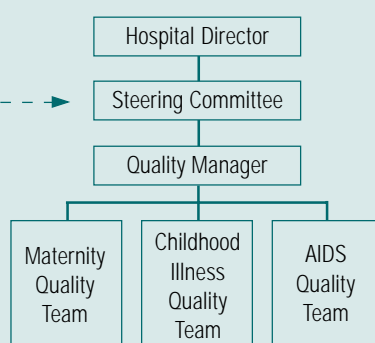 Hospital Director
Steering Committee
Quality Manager
Maternity
Quality
Team
Childhood
Illness
Quality
Team
AIDS
Quality
Team